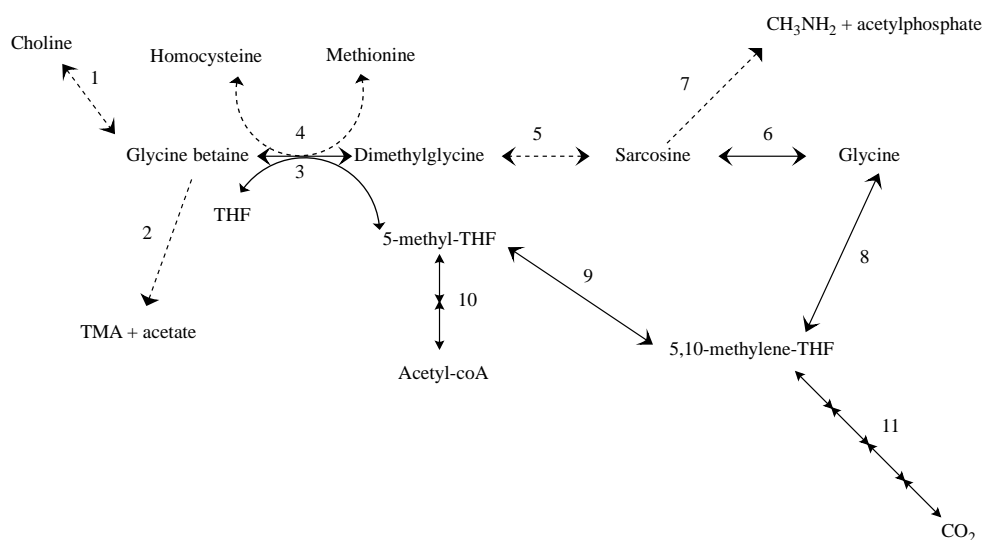 CH₃NH₂ + acetylphosphate
Choline
Homocysteine
Methionine
1
7
4
5
6
Glycine betaine
Dimethylglycine
Sarcosine
Glycine
3
THF
2
5-methyl-THF
8
9
10
TMA + acetate
5,10-methylene-THF
Acetyl-coA
11
CO₂